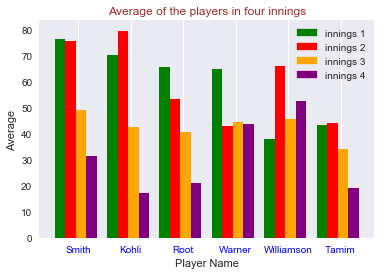 Average of the players in four innings
innings 1
innings 2
innings 3
innings 4
Average
80
70
60
50
40
30
20
10
0
Smith Kohli Root Warner Williamson Tamim
Player Name